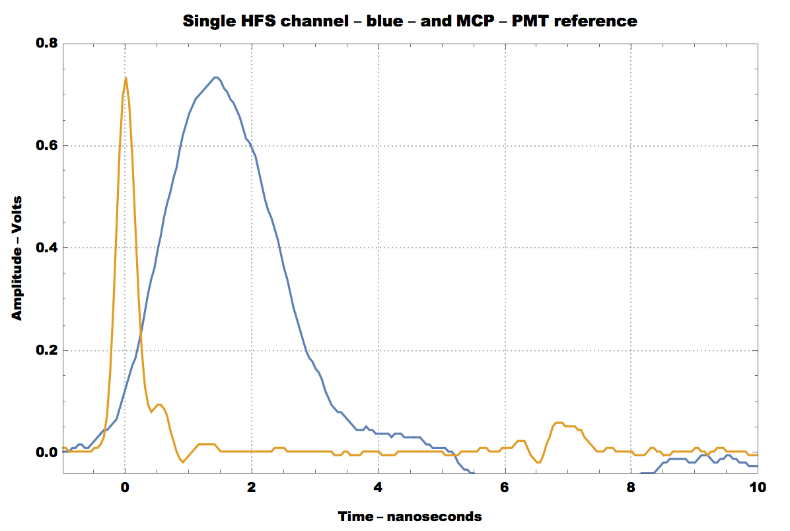 Single HFS channel – blue – and MCP – PMT reference
0.8
0.6
0.4
0.2
0.0
Amplitude – Volts
0 2 4 6 8 10
Time – nanoseconds